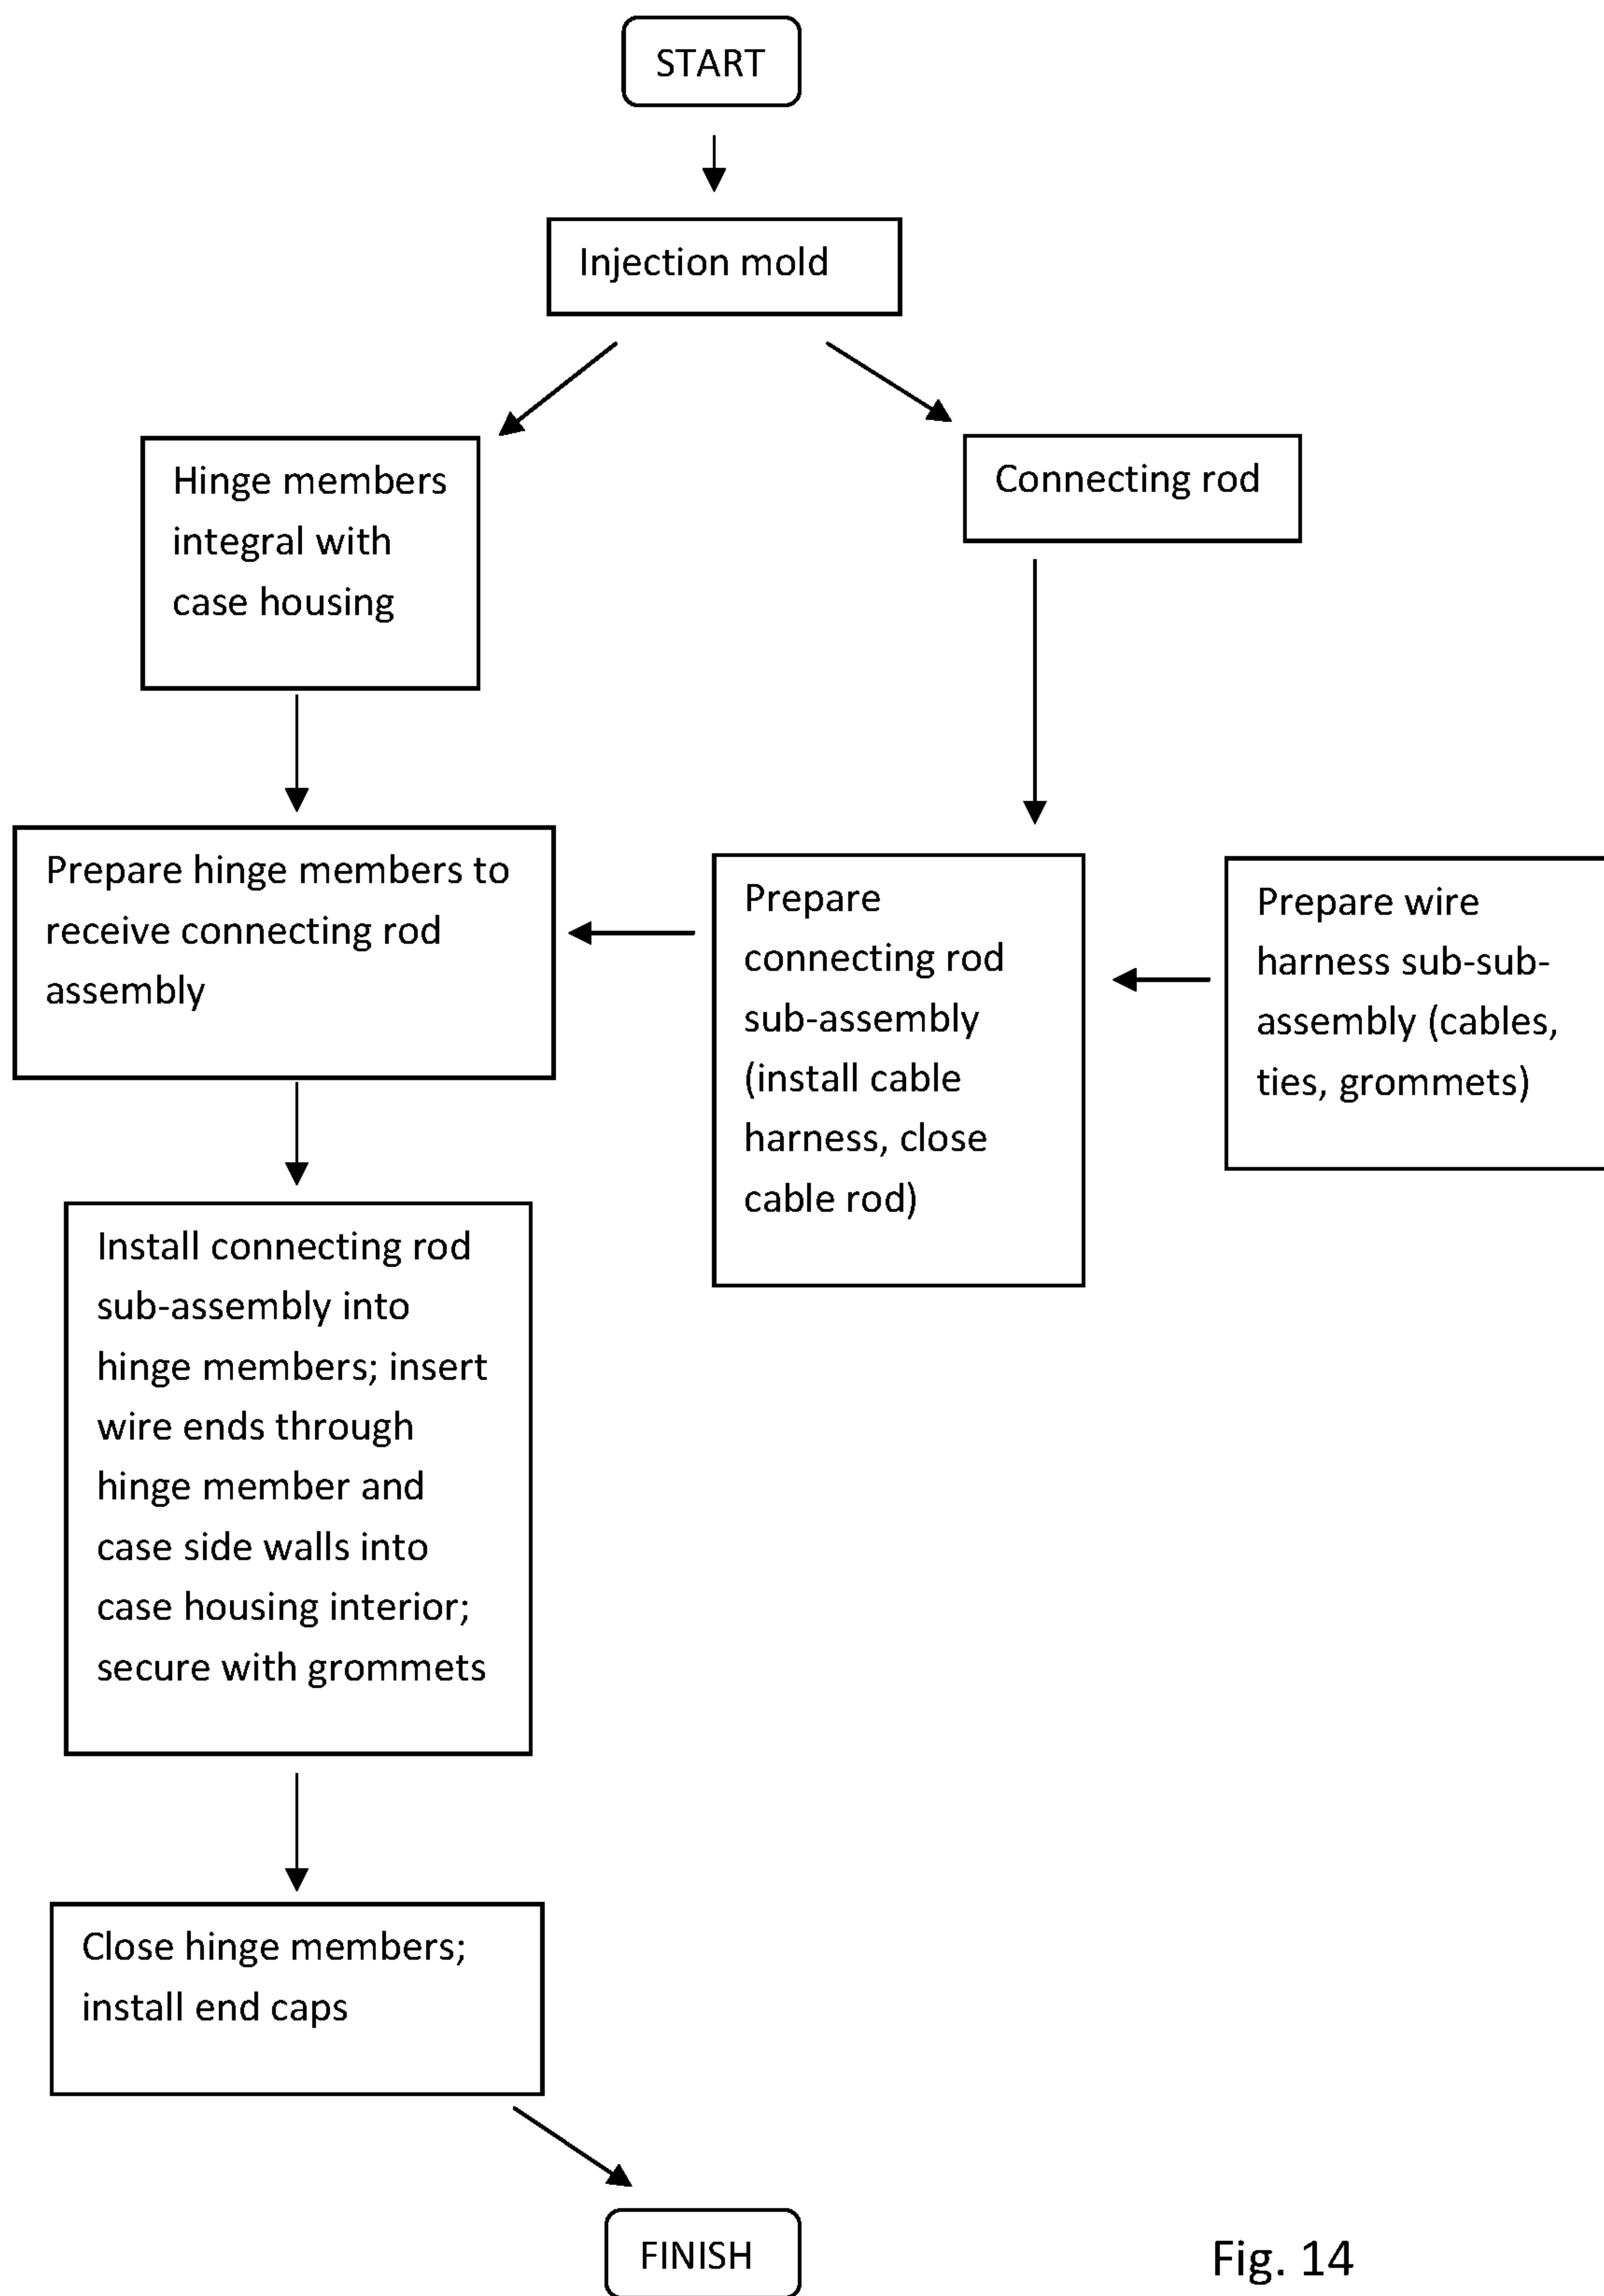 START
Injection mold
Hinge members
integral with
case housing
Connecting rod
Prepare hinge members to
receive connecting rod
assembly
Prepare
connecting rod
sub-assembly
(install cable
harness, close
cable rod)
Prepare wire
harness sub-sub-
assembly (cables,
ties, grommets)
Install connecting rod
sub-assembly into
hinge members; insert
wire ends through
hinge member and
case side walls into
case housing interior;
secure with grommets
Close hinge members;
install end caps
FINISH
Fig. 14